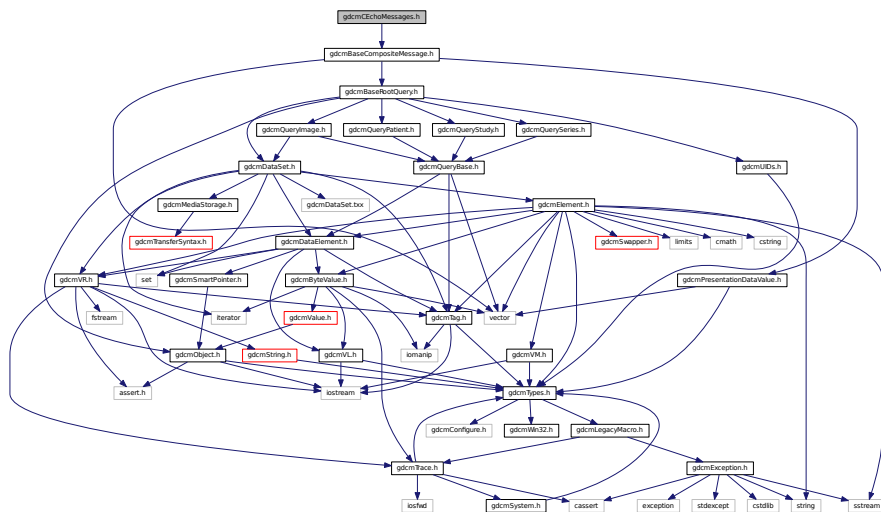 gdcmCEchoMessages.h
gdcmBaseCompositeMessage.h
gdcmBaseRootQuery.h
gdcmQueryImage.h
gdcmQueryPatient.h
gdcmQueryStudy.h
gdcmQuerySeries.h
gdcmDataSet.h
gdcmQueryBase.h
gdcmUIDs.h
gdcmMediaStorage.h
gdcmDataSet.txx
gdcmElement.h
gdcmTransferSyntax.h
gdcmDataElement.h
gdcmSwapper.h
limits
cmath
cstring
gdcmVR.h
set
gdcmSmartPointer.h
gdcmByteValue.h
gdcmPresentationDataValue.h
fstream
iterator
gdcmValue.h
gdcmTag.h
vector
gdcmObject.h
gdcmString.h
gdcmVL.h
iomanip
gdcmVM.h
assert.h
iostream
gdcmTypes.h
gdcmConfigure.h
gdcmWin32.h
gdcmLegacyMacro.h
gdcmTrace.h
gdcmException.h
iosfwd
gdcmSystem.h
cassert
exception
stdexcept
cstdlib
string
sstream